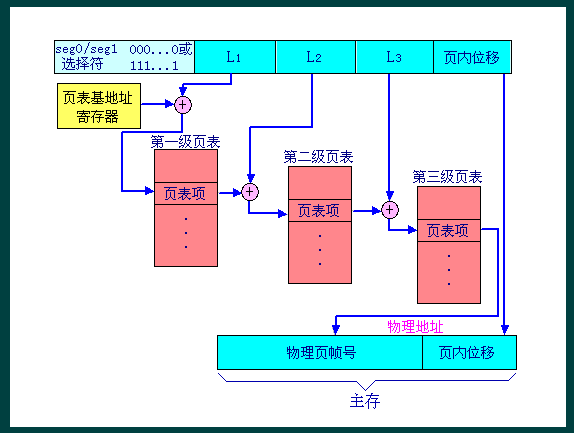 seg0/seg1 000...0或
选择符 111...1
L1
L2
L3
页内位移
页表基地址
寄存器
+
第一级页表
第二级页表
第三级页表
页表项
+
页表项
+
页表项
物理地址
物理页帧号
页内位移
主存